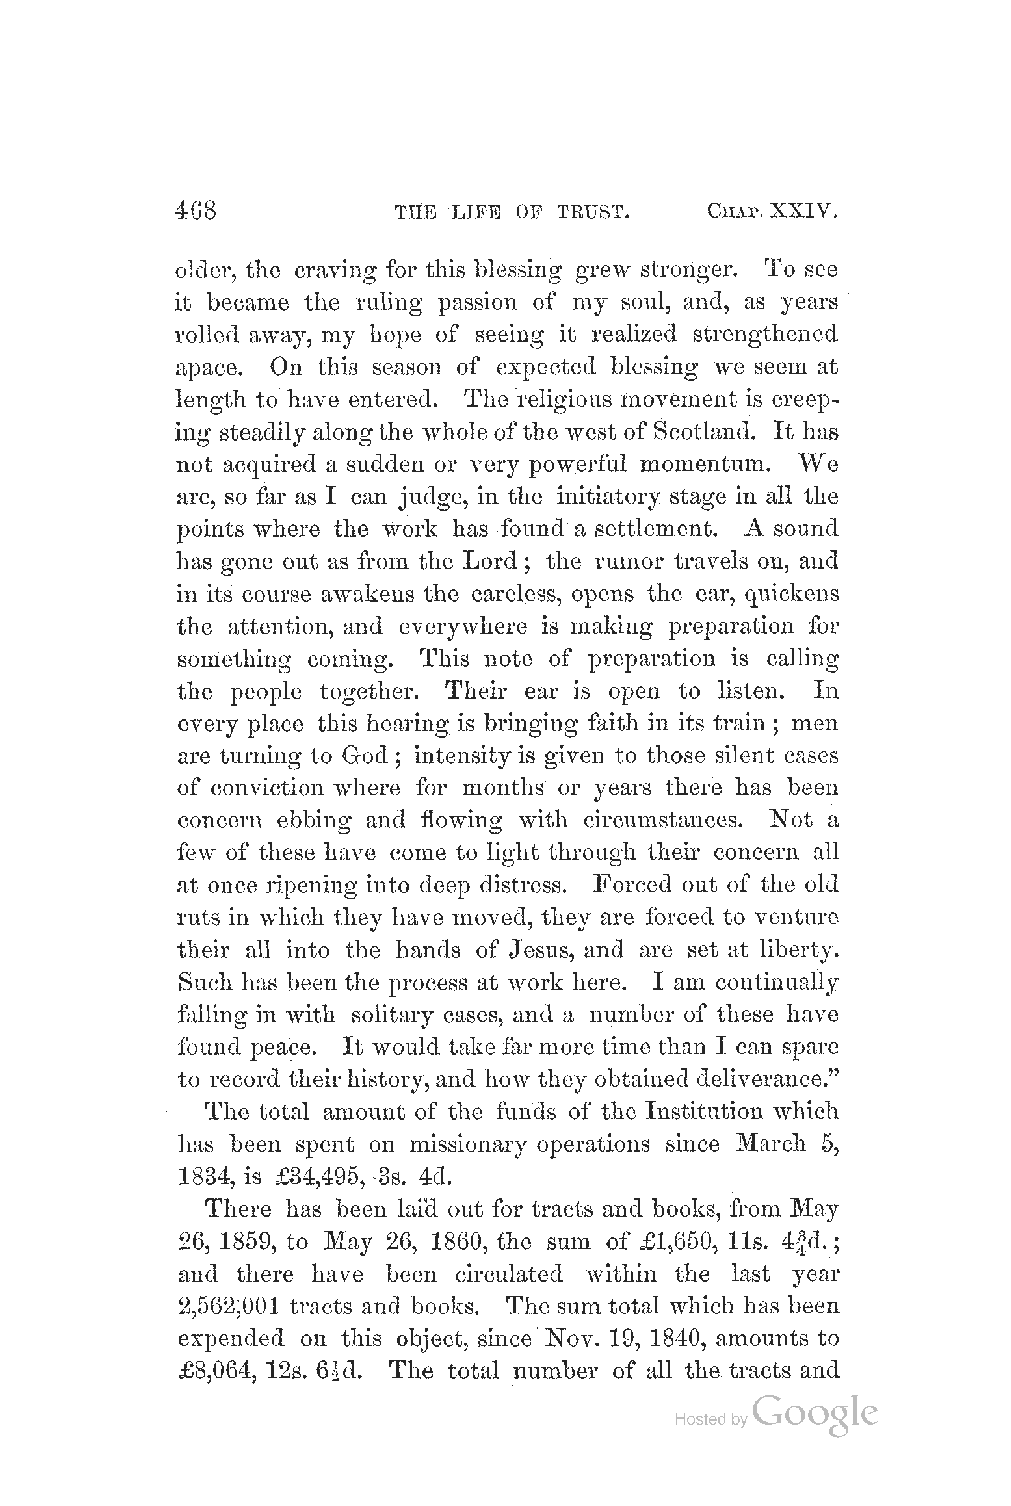 468 THE LIFE OF TRUST. CHAP. XXIV.
older, the craving for this blessing grew stronger. To see
it became the ruling passion of my soul, and, as years
rolled away, my hope of seeing it realized strengthened
apace. On this season of expected blessing we seem at
length to have entered. The religious movement is creep-
ing steadily along the whole of the west of Scotland. It has
not acquired a sudden or very powerful momentum. We
are, so far as I can judge, in the initiatory stage in all the
points where the work has found a settlement. A sound
has gone out as from the Lord; the rumor travels on, and
in its course awakens the careless, opens the ear, quickens
the attention, and everywhere is making preparation for
something coming. This note of preparation is calling
the people together. Their ear is open to listen. In
every place this hearing is bringing faith in its train; men
are turning to God; intensity is given to those silent cases
of conviction where for months or years there has been
concern ebbing and flowing with circumstances. Not a
few of these have come to light through their concern all
at once ripening into deep distress. Forced out of the old
ruts in which they have moved, they are forced to venture
their all into the hands of Jesus, and are set at liberty.
Such has been the process at work here. I am continually
falling in with solitary cases, and a number of these have
found peace. It would take far more time than I can spare
to record their history, and how they obtained deliverance."
The total amount of the funds of the Institution which
has been spent on missionary operations since March 5,
1834, is £34,495, 3s. 4d.
There has been laid out for tracts and books, from May
26, 1859, to May 26, 1860, the sum of £1,650, 11s. 4¾d.;
and there have been circulated within the last year
2,562;001 tracts and books. The sum total which has been
expended on this object, since Nov. 19, 1840, amounts to
£8,064, 12s. 6½d. The total number of all the tracts and
Hosted by Google